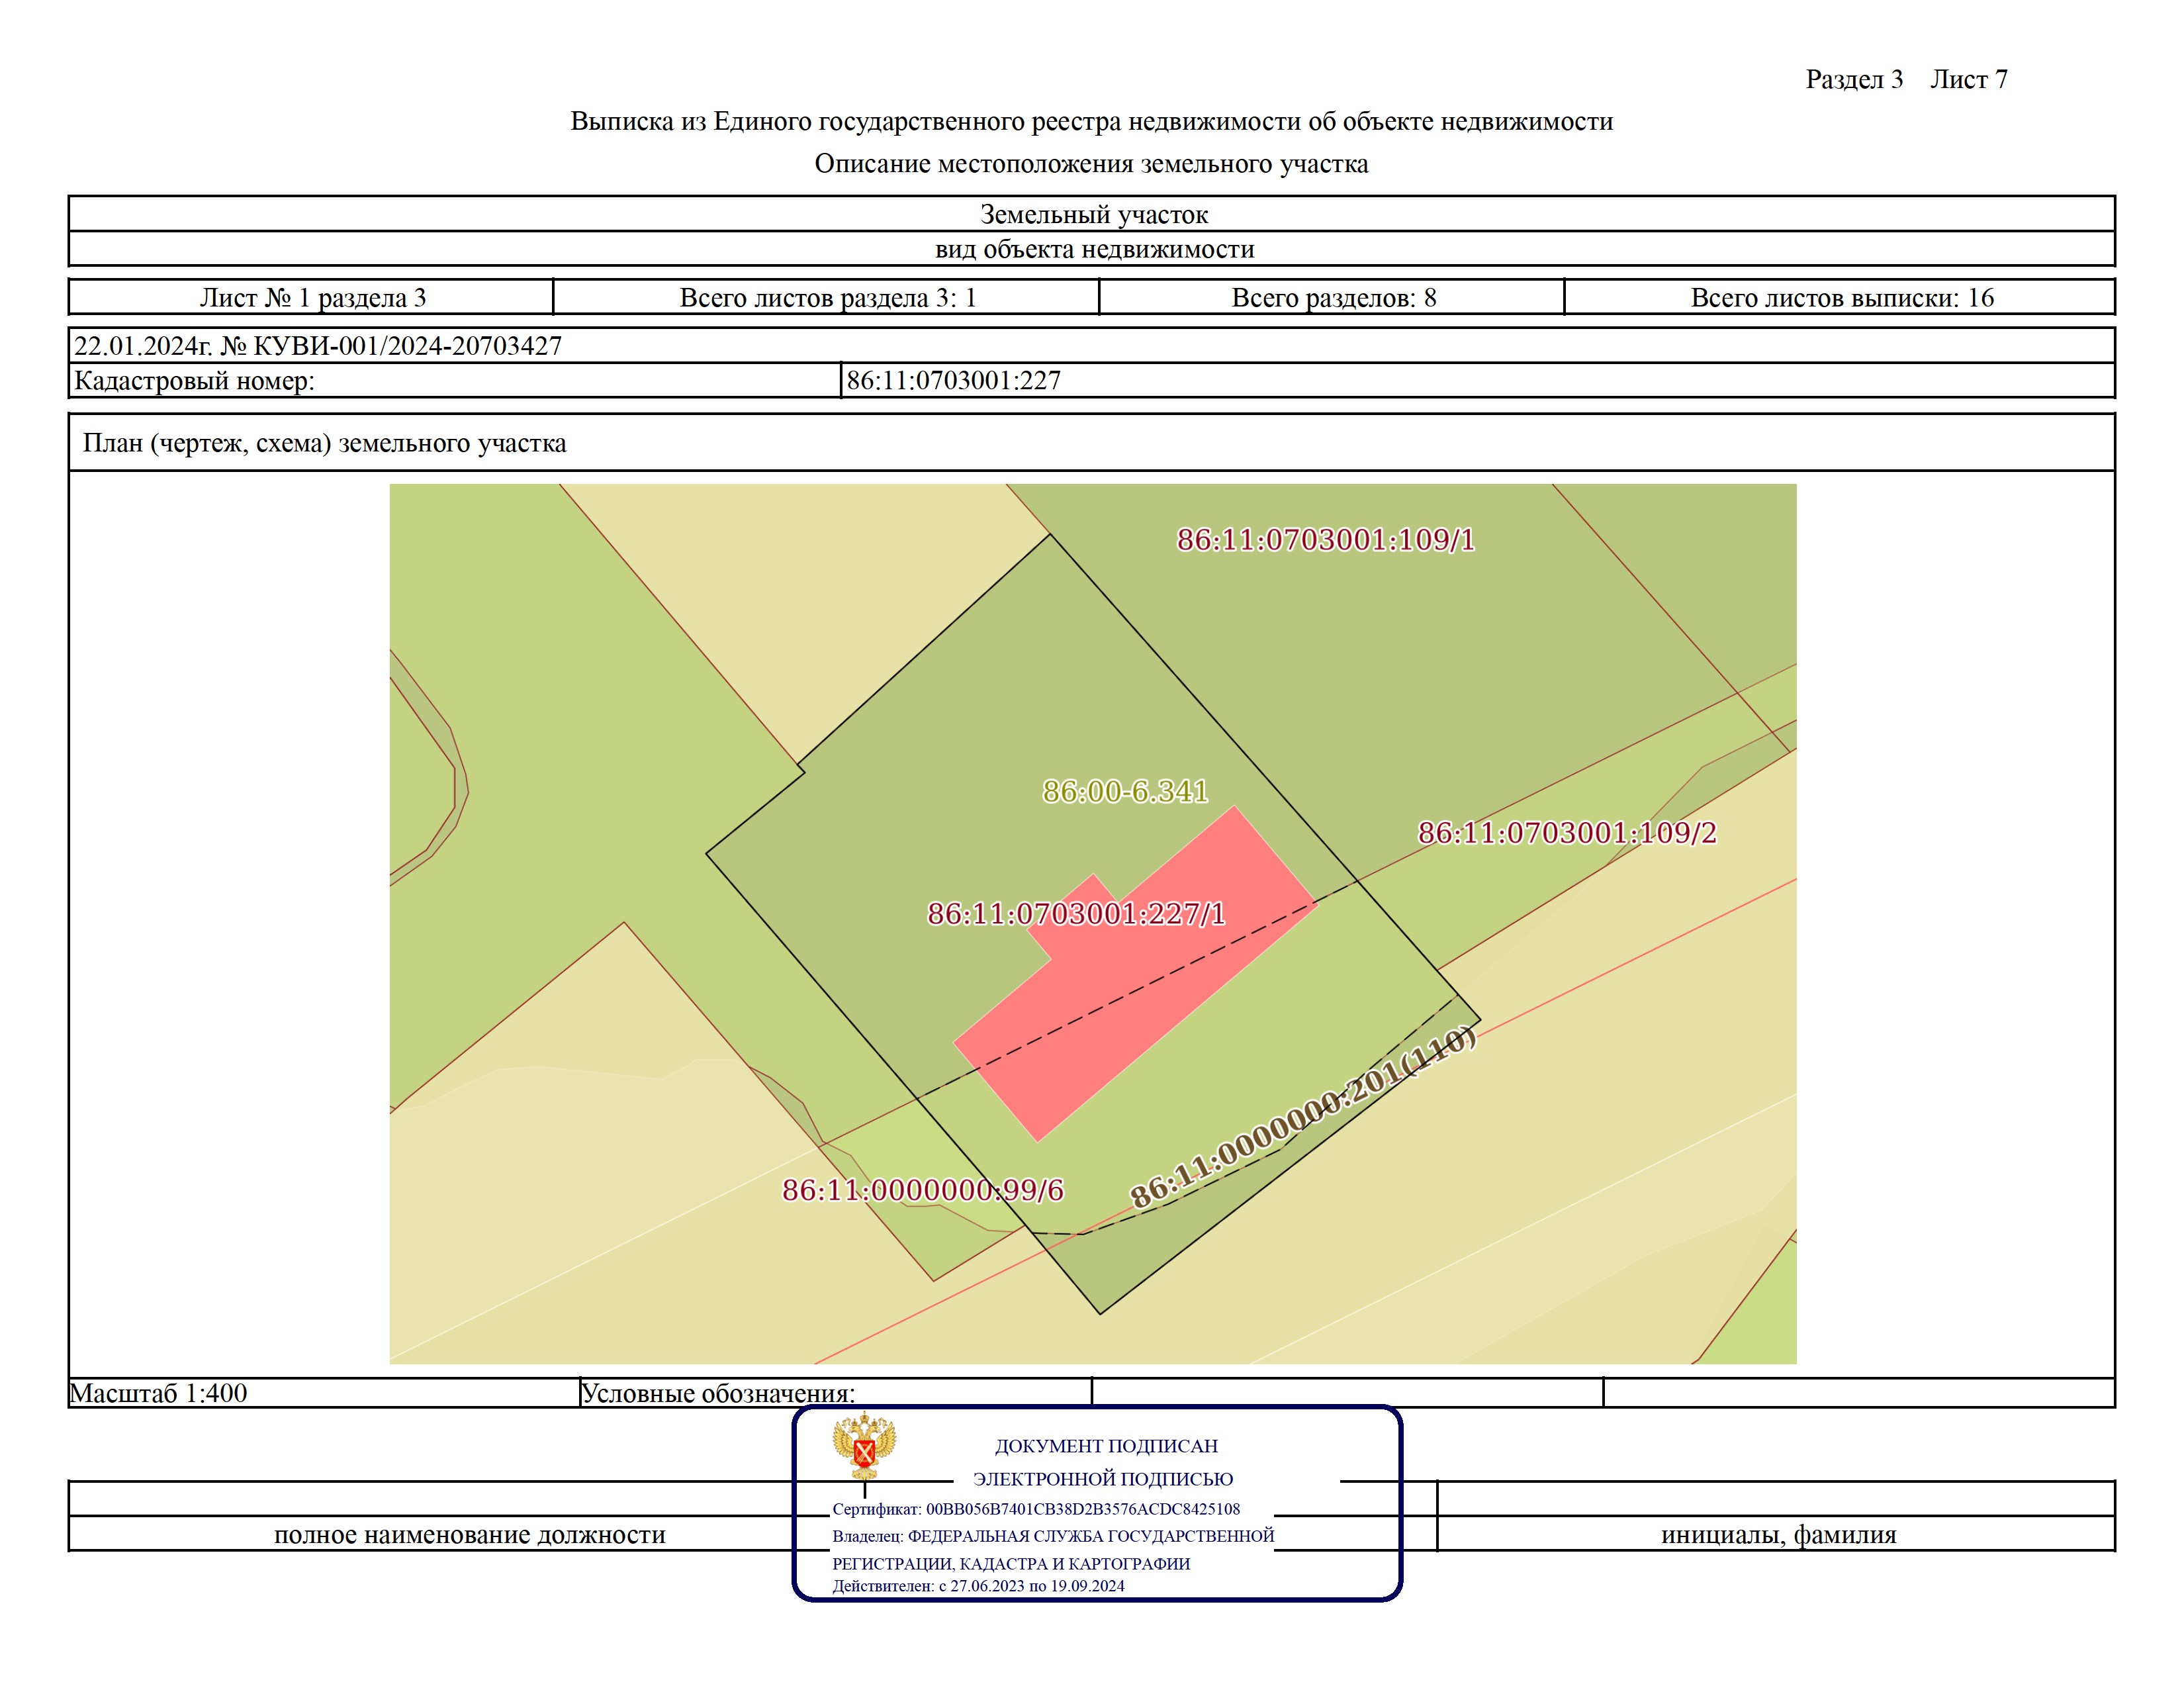 Раздел 3 Лист 7
Выписка из Единого государственного реестра недвижимости об объекте недвижимости
Описание местоположения земельного участка
Земельный участок
вид объекта недвижимости
Лист № 1 раздела 3
Всего листов раздела 3: 1
Всего разделов: 8
Всего листов выписки: 16
22.01.2024г. № КУВИ-001/2024-20703427
Кадастровый номер:
86:11:0703001:227
План (чертеж, схема) земельного участка
86:11:0703001:109/1
86:00-6.341
86:11:0703001:109/2
86:11:0703001:227/1
86:11:0000000:201(110)
86:11:0000000:99/6
Масштаб 1:400
Условные обозначения:
ДОКУМЕНТ ПОДПИСАН
ЭЛЕКТРОННОЙ ПОДПИСЬЮ
Сертификат: 00BB056B7401CB38D2B3576ACDC8425108
Владелец: ФЕДЕРАЛЬНАЯ СЛУЖБА ГОСУДАРСТВЕННОЙ
РЕГИСТРАЦИИ, КАДАСТРА И КАРТОГРАФИИ
Действителен: с 27.06.2023 по 19.09.2024
полное наименование должности
инициалы, фамилия